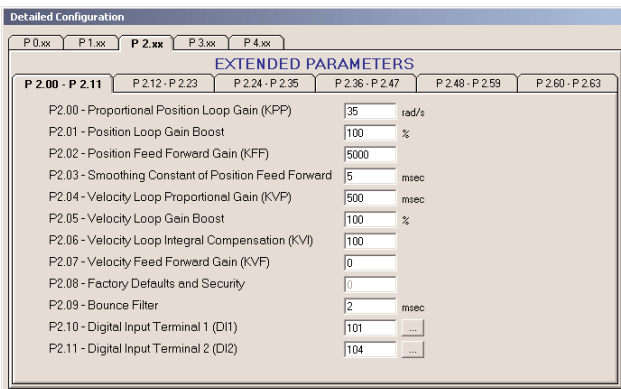 Detailed Configuration
P 0.xx P 1.xx P 2.xx P 3.xx P 4.xx
EXTENDED PARAMETERS
P 2.00 - P 2.11 P 2.12 - P 2.23 P 2.24 - P 2.35 P 2.36 - P 2.47 P 2.48 - P 2.59 P 2.60 - P 2.63
P2.00 - Proportional Position Loop Gain (KPP) 35 rad/s
P2.01 - Position Loop Gain Boost 100 %
P2.02 - Position Feed Forward Gain (KFF) 5000
P2.03 - Smoothing Constant of Position Feed Forward 5 msec
P2.04 - Velocity Loop Proportional Gain (KVP) 500 msec
P2.05 - Velocity Loop Gain Boost 100 %
P2.06 - Velocity Loop Integral Compensation (KVI) 100
P2.07 - Velocity Feed Forward Gain (KVF) 0
P2.08 - Factory Defaults and Security 0
P2.09 - Bounce Filter 2 msec
P2.10 - Digital Input Terminal 1 (DI1) 101 ...
P2.11 - Digital Input Terminal 2 (DI2) 104 ...